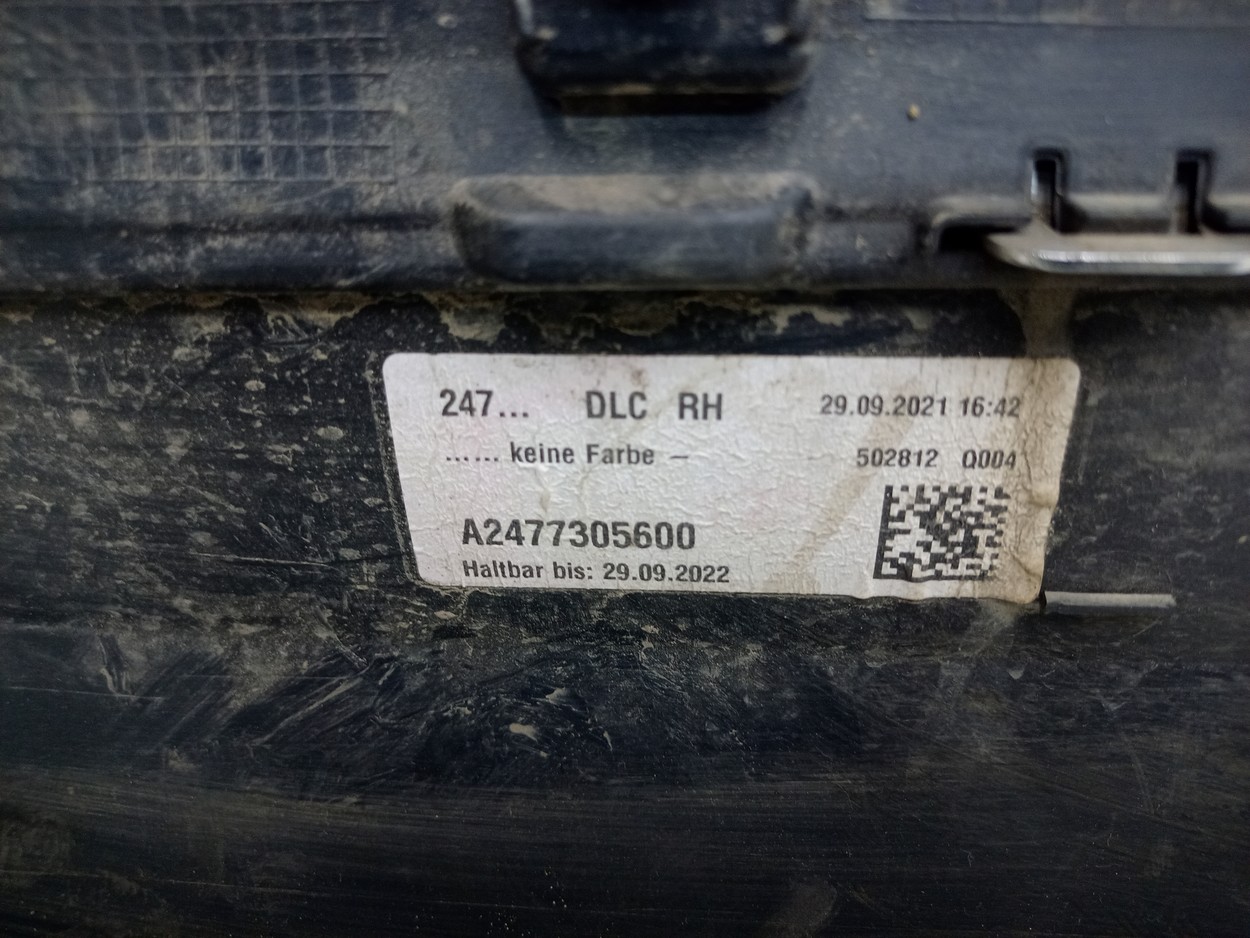 247... DLC RH 29.09.2021 16:42
...... keine Farbe – 502812 Q004
A2477305600
Haltbar bis: 29.09.2022